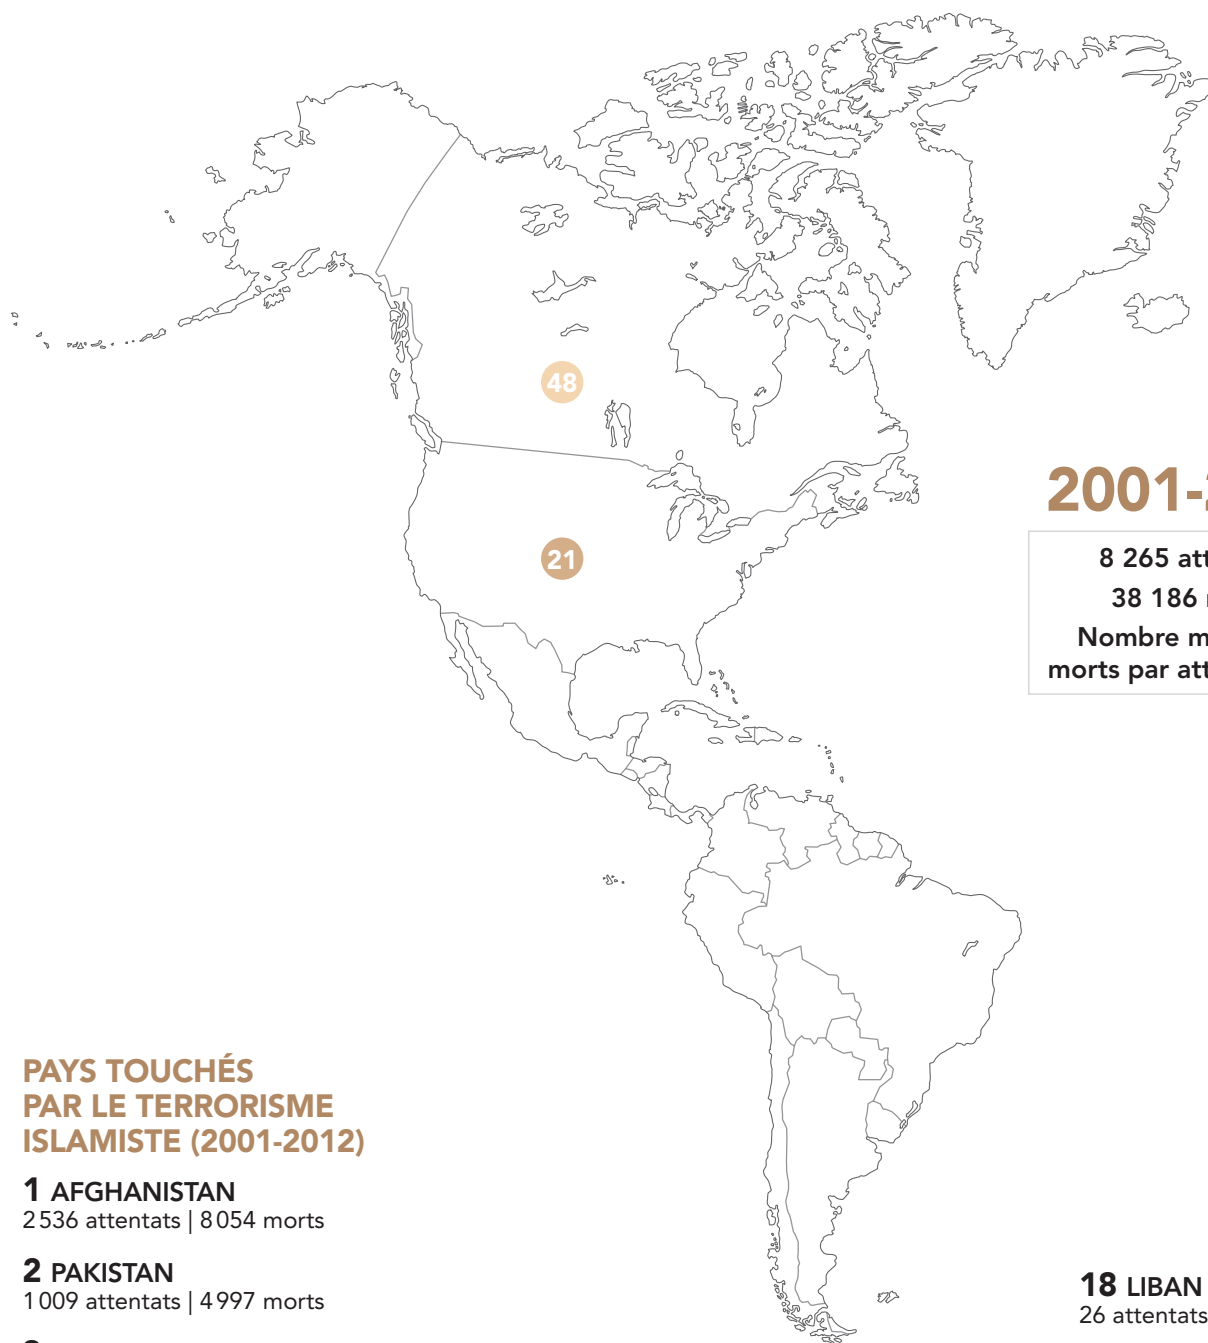 48
2001-
21
8 265 att
38 186
Nombre m
morts par att
PAYS TOUCHÉS
PAR LE TERRORISME
ISLAMISTE (2001-2012)
1 AFGHANISTAN
2 536 attentats | 8 054 morts
2 PAKISTAN
1 009 attentats | 4 997 morts
18 LIBAN
26 attentats